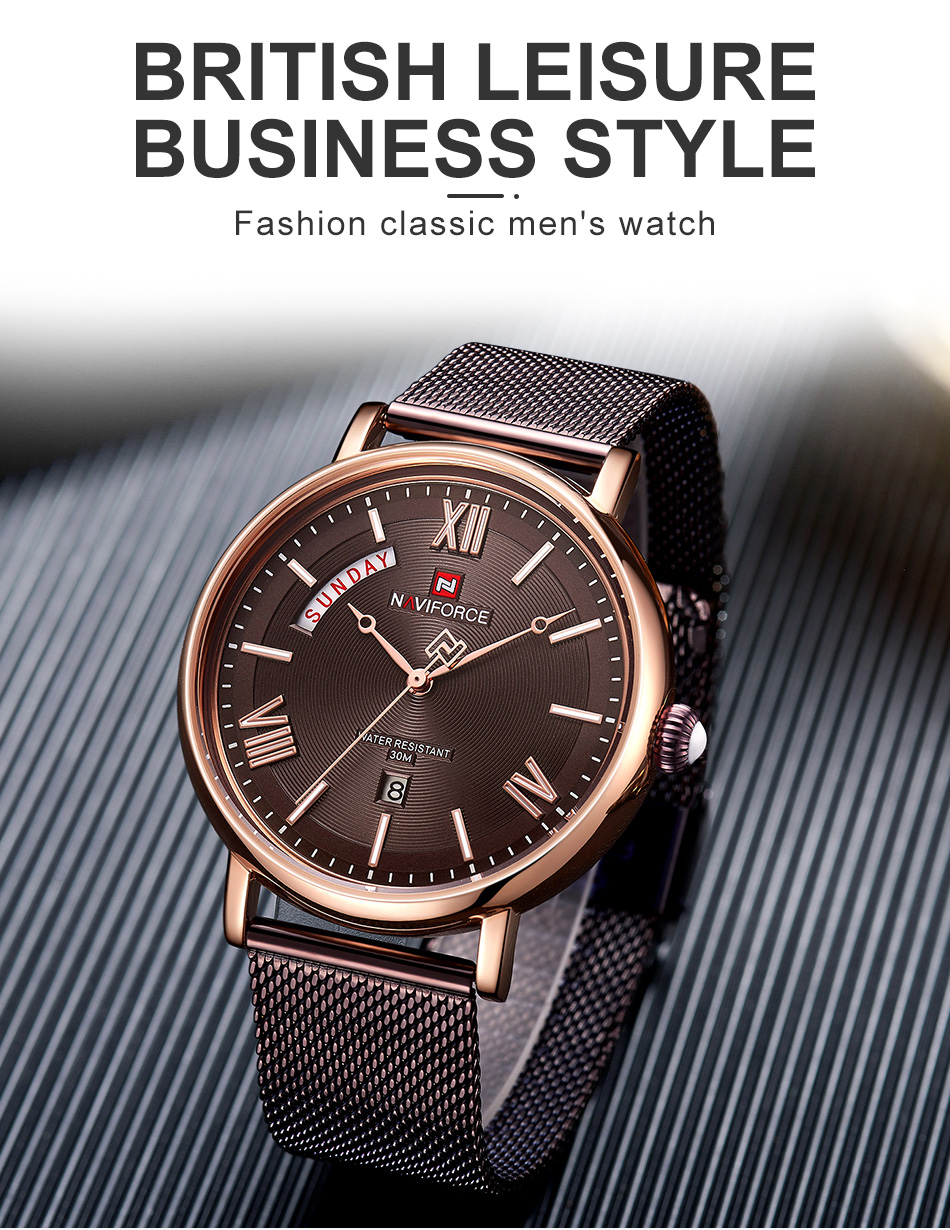 BRITISH LEISURE
BUSINESS STYLE
Fashion classic men's watch
XII
SUNDAY
NAVIFORCE
VIII
WATER RESISTANT
30M
IV
8